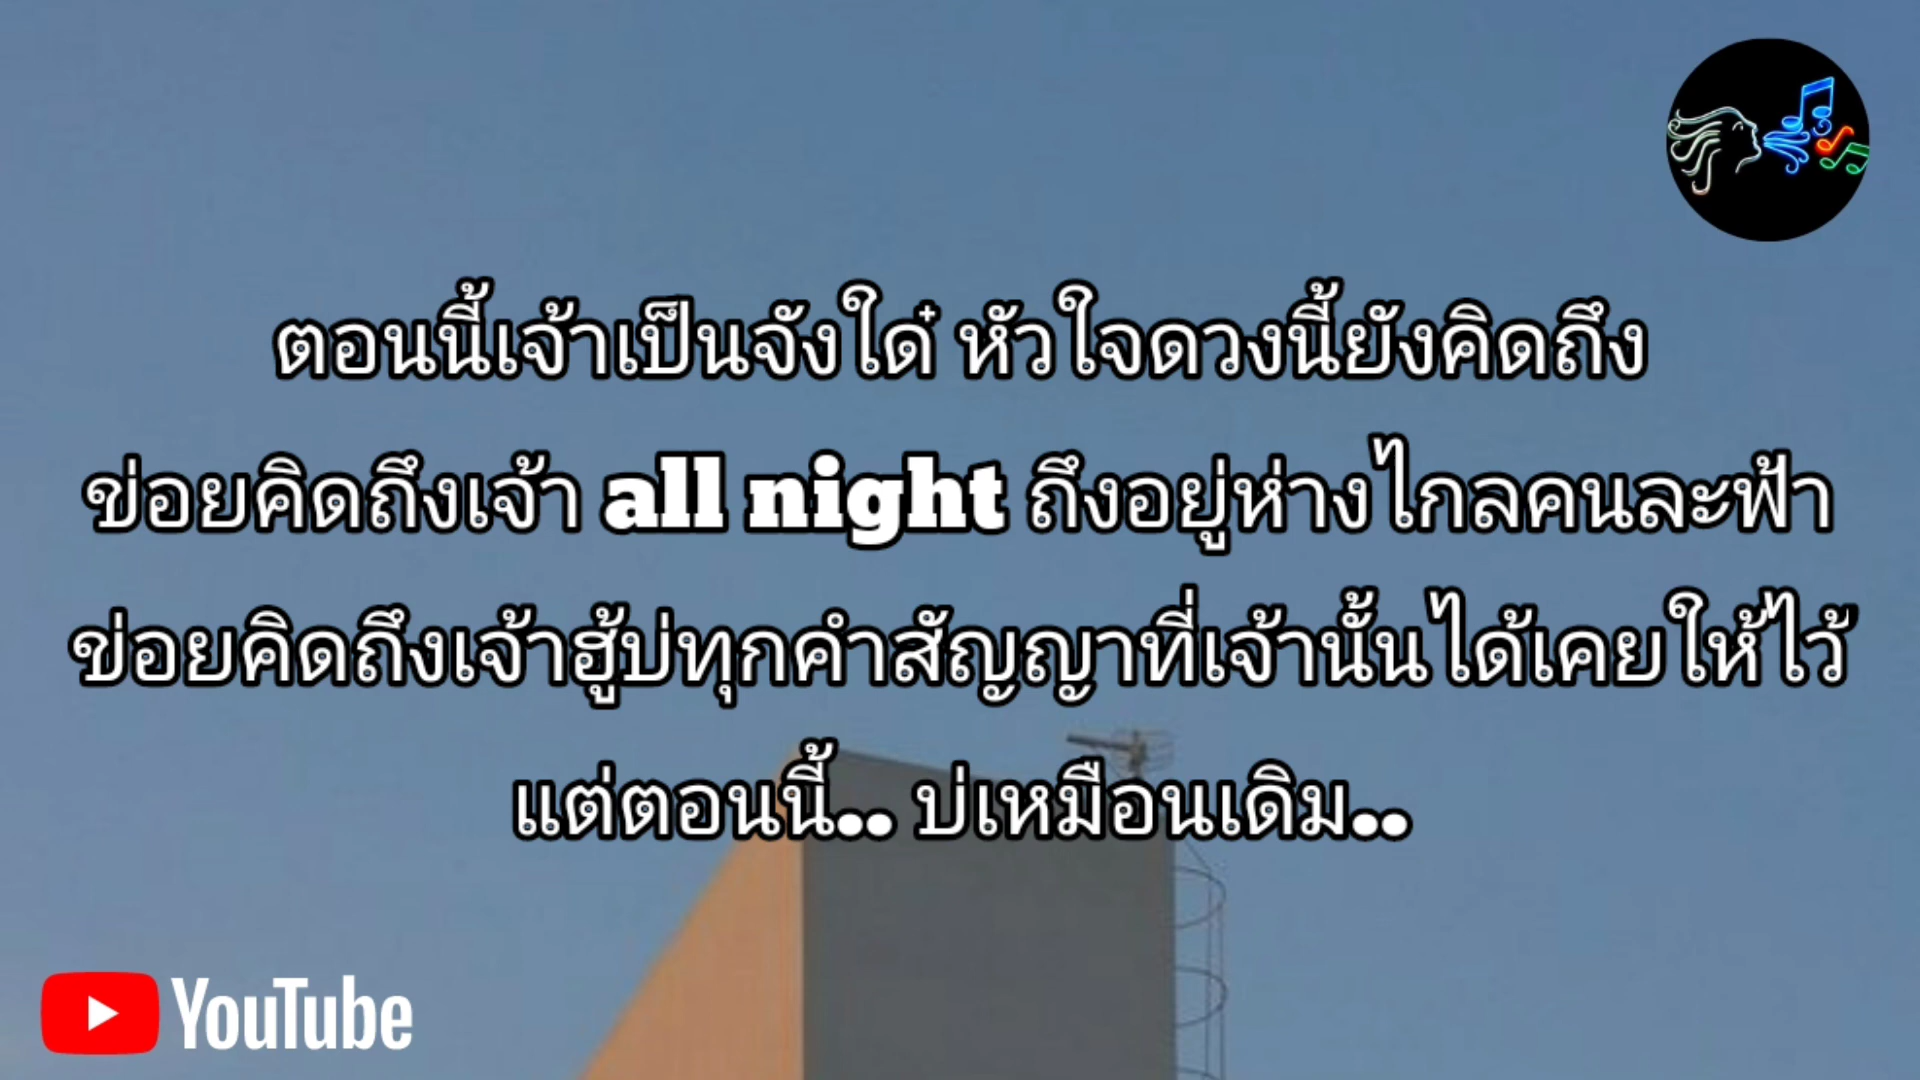 ตอนนี้เจ้าเป็นจังใด๋ หัวใจดวงนี้ยังคิดถึง
ข่อยคิดถึงเจ้า all night ถึงอยู่ห่างไกลคนละฟ้า
ข่อยคิดถึงเจ้าฮู้บ่ทุกคำสัญญาที่เจ้านั้นได้เคยให้ไว้
แต่ตอนนี้.. บ่เหมือนเดิม..
YouTube